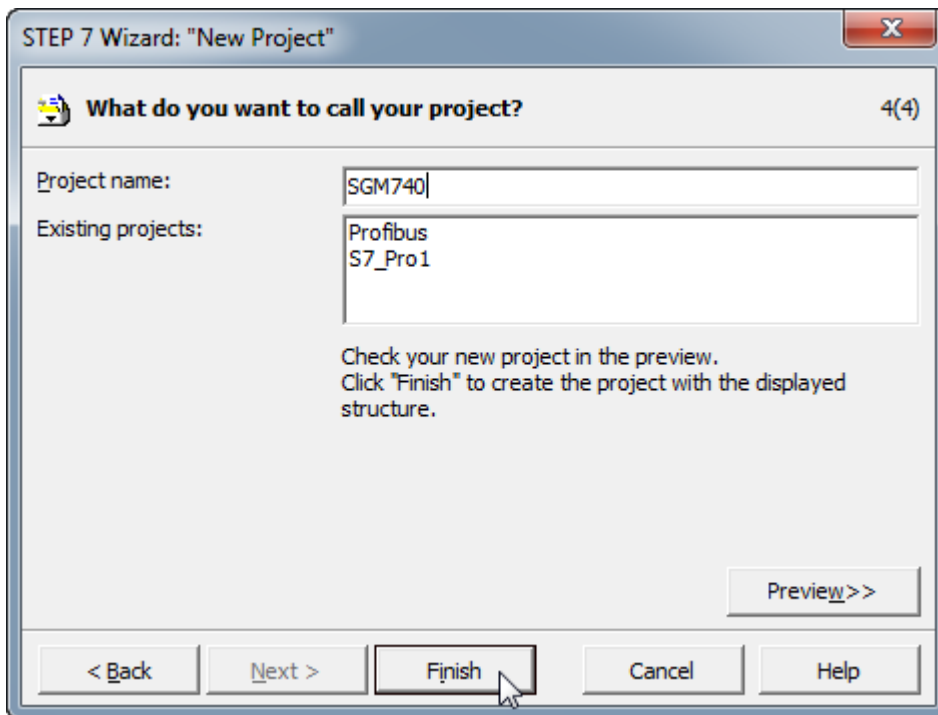 STEP 7 Wizard: "New Project"
What do you want to call your project? 4(4)
Project name: SGM740
Existing projects: Profibus
S7_Pro1
Check your new project in the preview.
Click "Finish" to create the project with the displayed
structure.
Preview>>
< Back Next > Finish Cancel Help